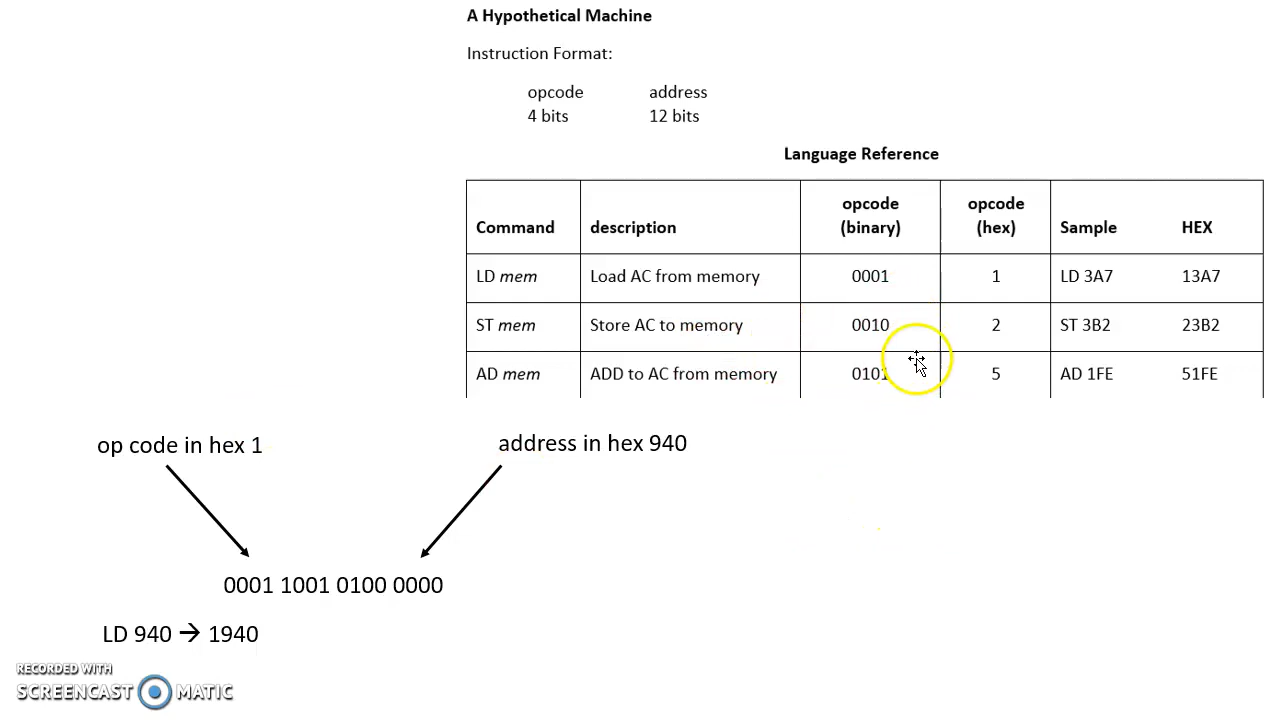 A Hypothetical Machine
Instruction Format:
opcode address
4 bits 12 bits
Language Reference
Command description opcode (binary) opcode (hex) Sample HEX
LD mem Load AC from memory 0001 1 LD 3A7 13A7
ST mem Store AC to memory 0010 2 ST 3B2 23B2
AD mem ADD to AC from memory 0101 5 AD 1FE 51FE
op code in hex 1 address in hex 940
0001 1001 0100 0000
LD 940 → 1940
RECORDED WITH
SCREENCAST MATIC